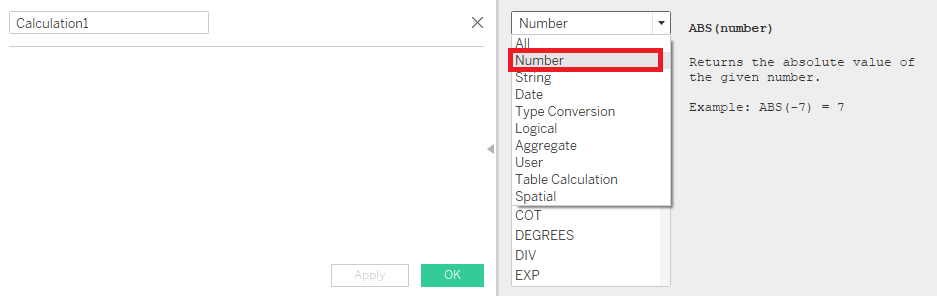 Calculation1
Apply
OK
Number
All
Number
String
Date
Type Conversion
Logical
Aggregate
User
Table Calculation
Spatial
COT
DEGREES
DIV
EXP
ABS(number)
Returns the absolute value of
the given number.
Example: ABS(-7) = 7